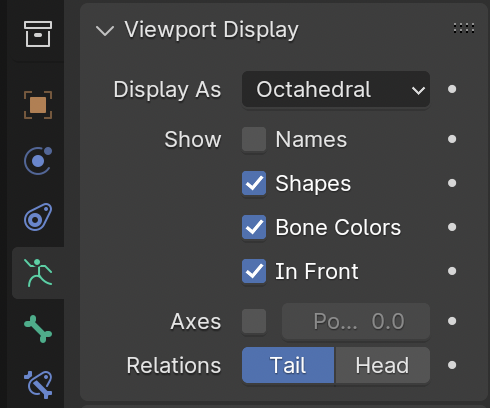 Viewport Display
Display As Octahedral
Show Names
Shapes
Bone Colors
In Front
Axes Po... 0.0
Relations Tail Head